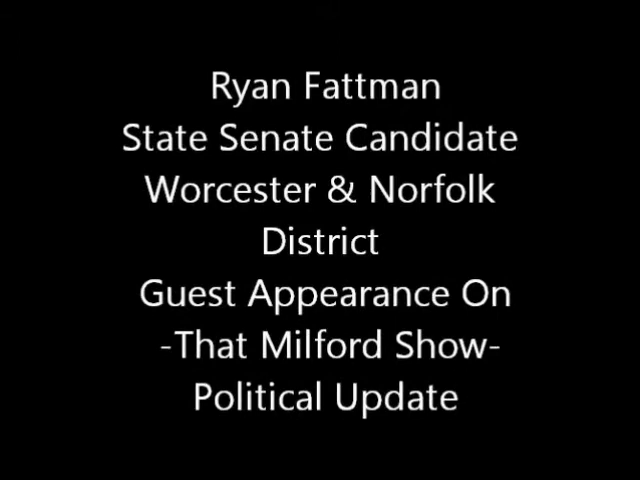 Ryan Fattman
State Senate Candidate
Worcester & Norfolk
District
Guest Appearance On
-That Milford Show-
Political Update